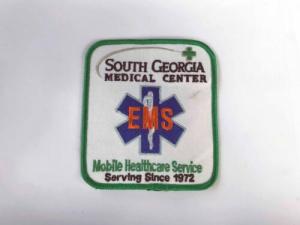 South Georgia
Medical Center
EMS
Mobile Healthcare Service
Serving Since 1972